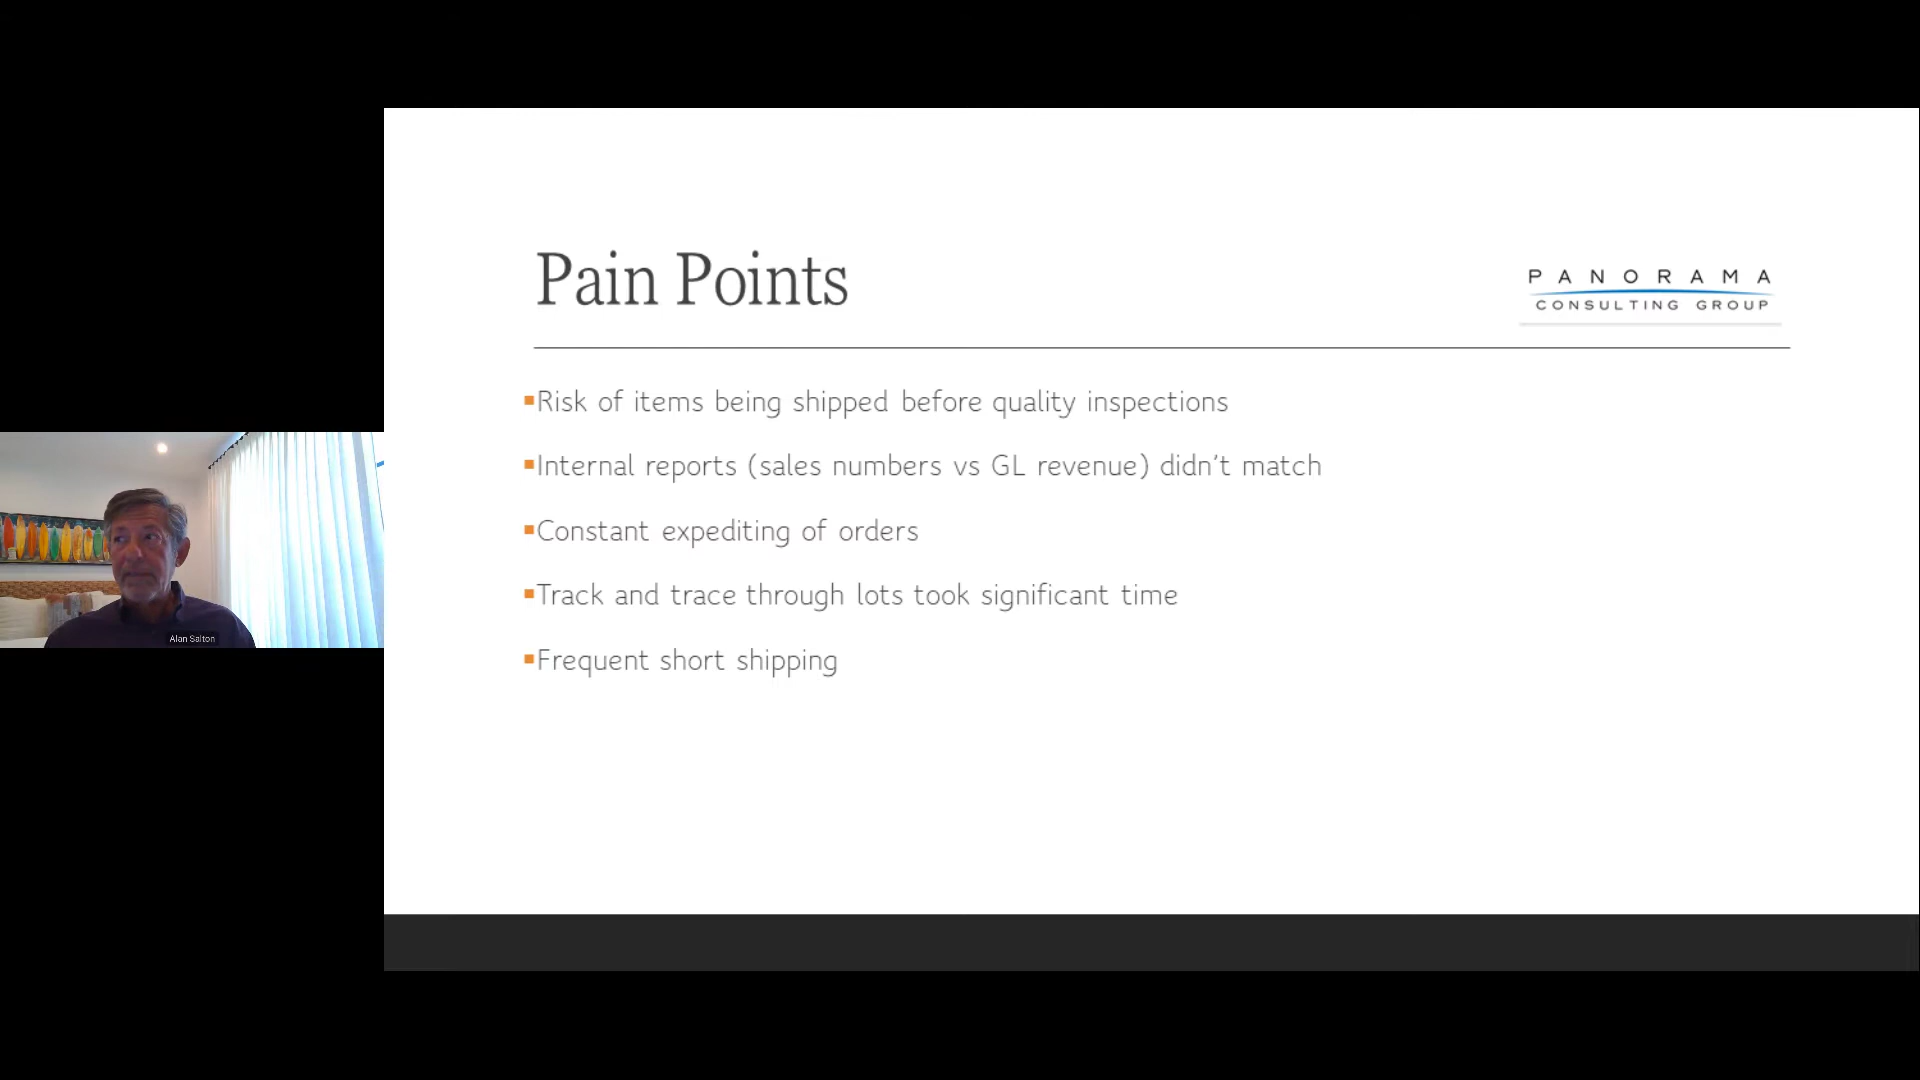 Pain Points
PANORAMA
CONSULTING GROUP
▪Risk of items being shipped before quality inspections
▪Internal reports (sales numbers vs GL revenue) didn't match
▪Constant expediting of orders
▪Track and trace through lots took significant time
▪Frequent short shipping
Alan Salton